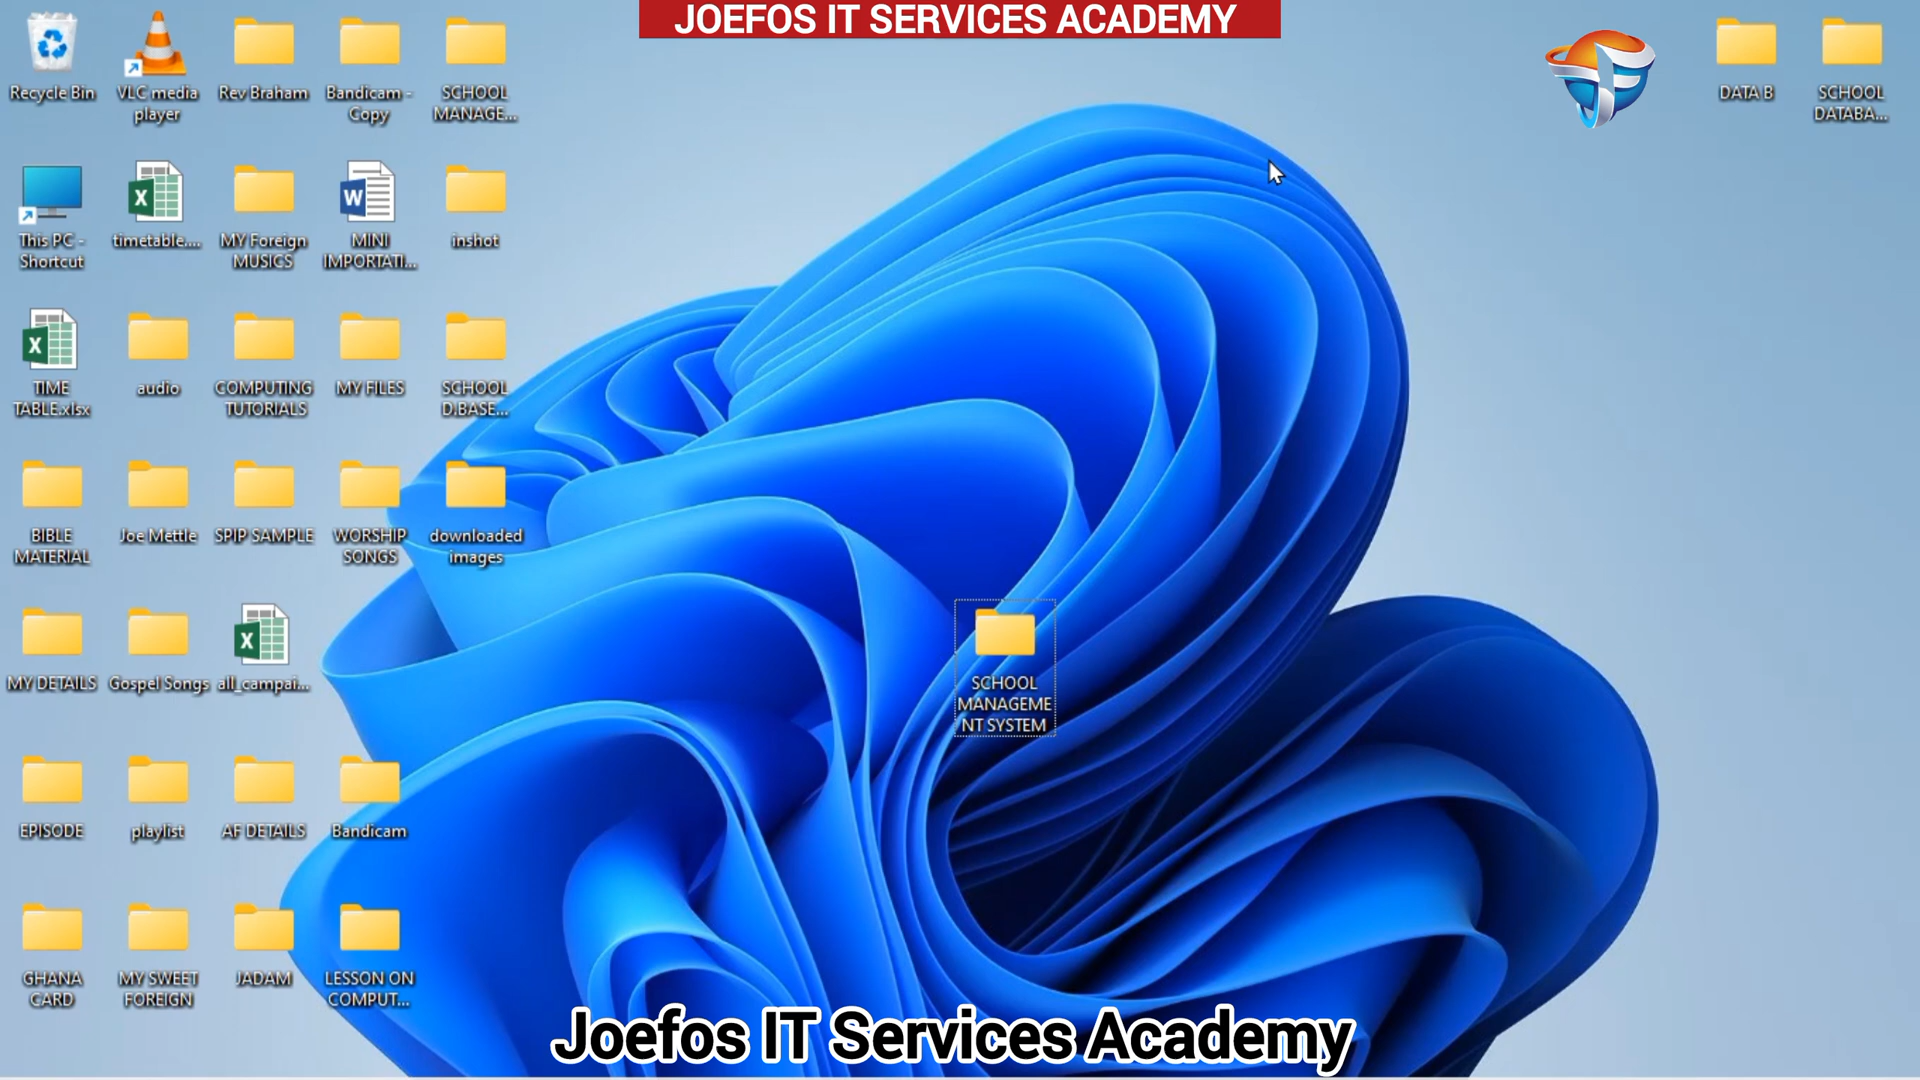 JOEFOS IT SERVICES ACADEMY
Recycle Bin
VLC media
player
Rev Braham
Bandicam -
Copy
SCHOOL
MANAGE...
DATA B
SCHOOL
DATABA...
This PC -
Shortcut
timetable....
MY Foreign
MUSICS
MINI
IMPORTATI...
inshot
TIME
TABLE.xlsx
audio
COMPUTING
TUTORIALS
MY FILES
SCHOOL
D.BASE...
BIBLE
MATERIAL
Joe Mettle
SPIP SAMPLE
WORSHIP
SONGS
downloaded
images
MY DETAILS
Gospel Songs
all_campai...
SCHOOL
MANAGEME
NT SYSTEM
EPISODE
playlist
AF DETAILS
Bandicam
GHANA
CARD
MY SWEET
FOREIGN
JADAM
LESSON ON
COMPUT...
Joefos IT Services Academy